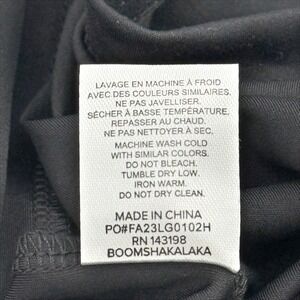 LAVAGE EN MACHINE À FROID
AVEC DES COULEURS SIMILAIRES.
NE PAS JAVELLISER.
SÉCHER À BASSE TEMPÉRATURE.
REPASSER AU CHAUD.
NE PAS NETTOYER À SEC.
MACHINE WASH COLD
WITH SIMILAR COLORS.
DO NOT BLEACH.
TUMBLE DRY LOW.
IRON WARM.
DO NOT DRY CLEAN.
MADE IN CHINA
PO#FA23LG0102H
RN 143198
BOOMSHAKALAKA